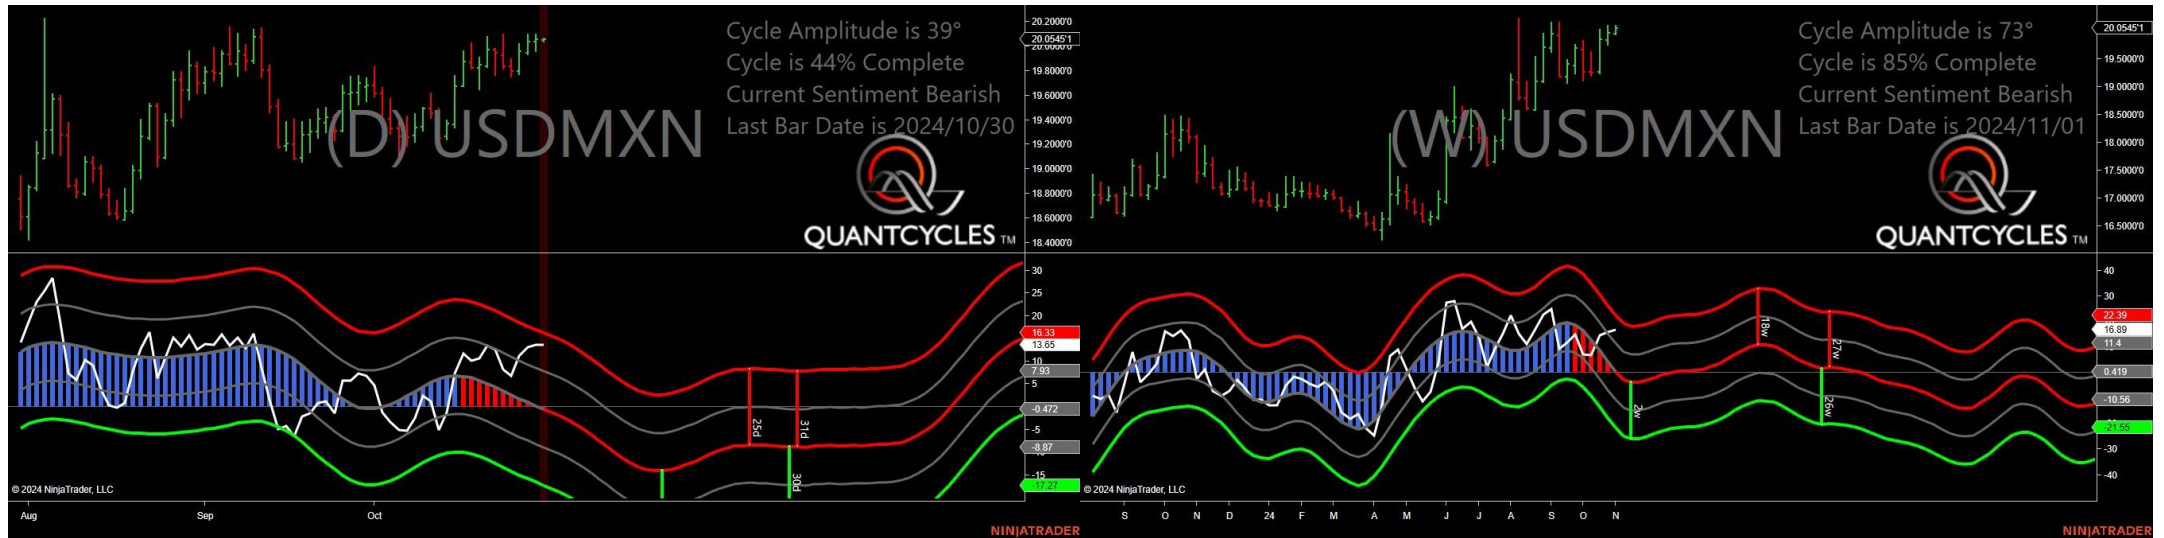 Cycle Amplitude is 39°
Cycle is 44% Complete
Current Sentiment Bearish
Last Bar Date is 2024/10/30
(D) USDMXN
QUANTCYCLES TM
20.2000'0
20.0545'1
20.0000'0
19.8000'0
19.6000'0
19.4000'0
19.2000'0
19.0000'0
18.8000'0
18.6000'0
18.4000'0
30
25
20
16.33
13.65
10
7.93
5
-0.472
-5
-8.87
-15
-17.27
25d
31d
30d
© 2024 NinjaTrader, LLC
Aug Sep Oct
NINJATRADER
Cycle Amplitude is 73°
Cycle is 85% Complete
Current Sentiment Bearish
Last Bar Date is 2024/11/01
(W) USDMXN
QUANTCYCLES TM
20.0545'1
19.5000'0
19.0000'0
18.5000'0
18.0000'0
17.5000'0
17.0000'0
16.5000'0
40
30
22.39
16.89
11.4
0.419
-10.56
-21.55
-30
-40
18w
27w
2w
26w
© 2024 NinjaTrader, LLC
S O N D 24 F M A M J J A S O N
NINJATRADER